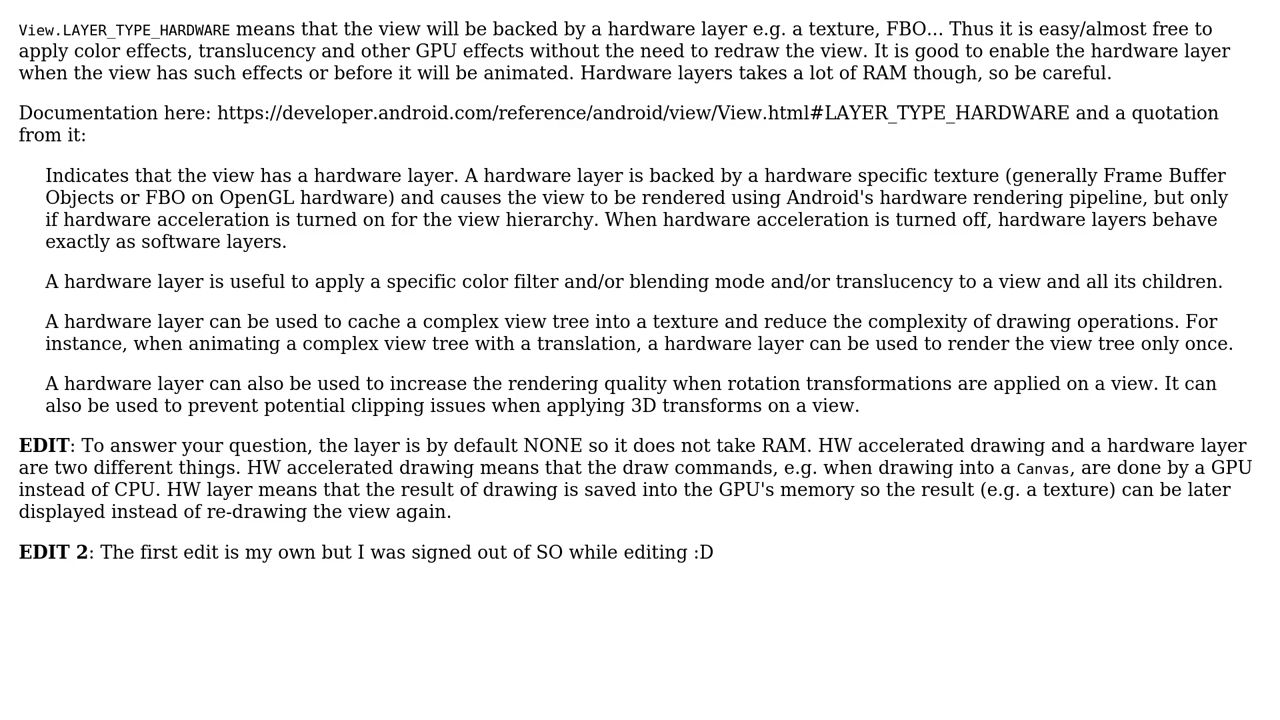 View.LAYER_TYPE_HARDWARE means that the view will be backed by a hardware layer e.g. a texture, FBO... Thus it is easy/almost free to
apply color effects, translucency and other GPU effects without the need to redraw the view. It is good to enable the hardware layer
when the view has such effects or before it will be animated. Hardware layers takes a lot of RAM though, so be careful.
Documentation here: https://developer.android.com/reference/android/view/View.html#LAYER_TYPE_HARDWARE and a quotation
from it:
Indicates that the view has a hardware layer. A hardware layer is backed by a hardware specific texture (generally Frame Buffer
Objects or FBO on OpenGL hardware) and causes the view to be rendered using Android's hardware rendering pipeline, but only
if hardware acceleration is turned on for the view hierarchy. When hardware acceleration is turned off, hardware layers behave
exactly as software layers.
A hardware layer is useful to apply a specific color filter and/or blending mode and/or translucency to a view and all its children.
A hardware layer can be used to cache a complex view tree into a texture and reduce the complexity of drawing operations. For
instance, when animating a complex view tree with a translation, a hardware layer can be used to render the view tree only once.
A hardware layer can also be used to increase the rendering quality when rotation transformations are applied on a view. It can
also be used to prevent potential clipping issues when applying 3D transforms on a view.
EDIT: To answer your question, the layer is by default NONE so it does not take RAM. HW accelerated drawing and a hardware layer
are two different things. HW accelerated drawing means that the draw commands, e.g. when drawing into a Canvas, are done by a GPU
instead of CPU. HW layer means that the result of drawing is saved into the GPU's memory so the result (e.g. a texture) can be later
displayed instead of re-drawing the view again.
EDIT 2: The first edit is my own but I was signed out of SO while editing :D